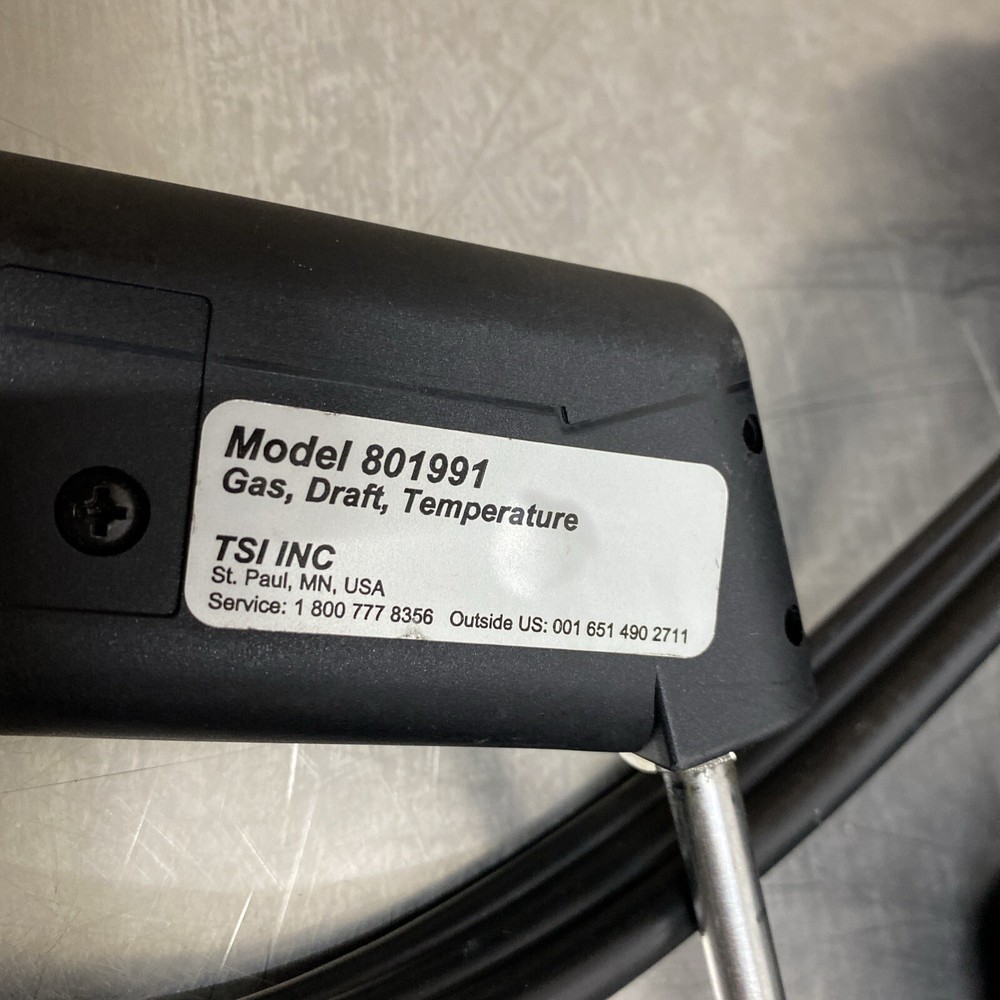 Model 801991
Gas, Draft, Temperature
TSI INC
St. Paul, MN, USA
Service: 1 800 777 8356 Outside US: 001 651 490 2711